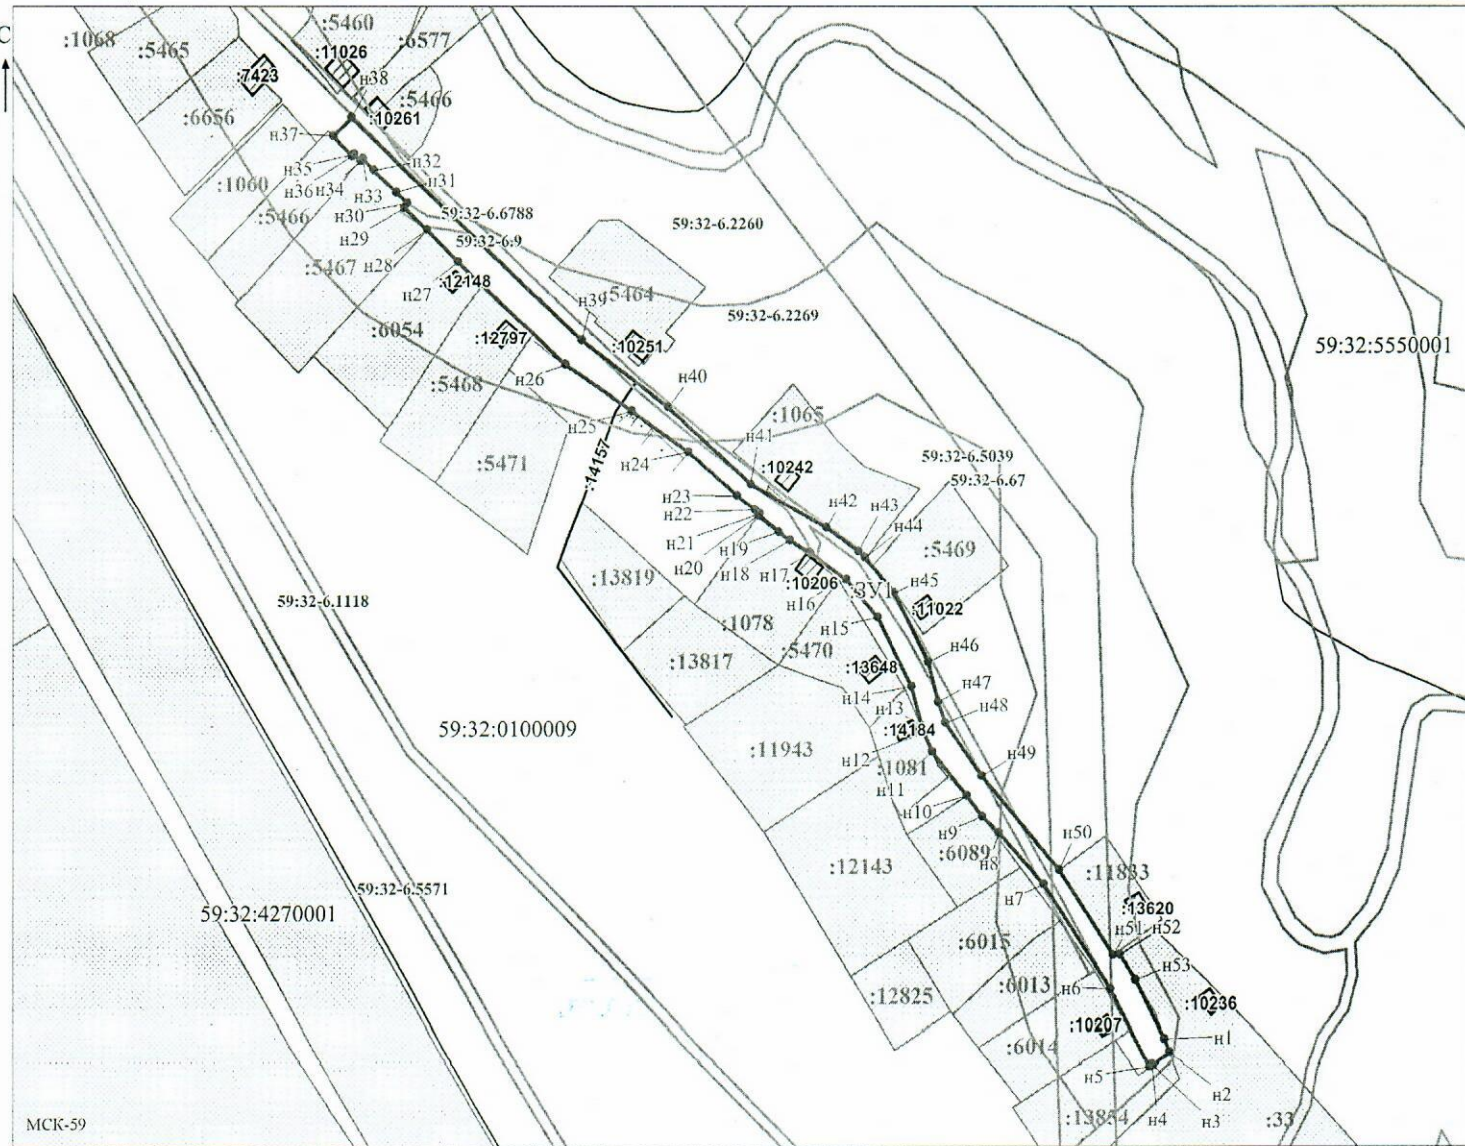 С
:1068
:5465
:5460
:11026
:6577
н38
:7423
:5466
:10261
:6656
н37
н35
н32
н36
н34
н33
н31
:1060
н30
:5466
59:32-6.6788
59:32-6.2260
н29
59:32-6.9
:5467
н28
н27
:12148
:5464
н39
59:32-6.2269
:6054
:12797
:10251
59:32:5550001
:5468
н26
н40
н25
:1065
н24
н41
59:32-6.5039
:5471
:14157
:10242
59:32-6.67
н23
н42
н43
н22
н44
н21
:5469
н19
н20
н18
н17
:13819
:10206
:ЗУ1
н45
н16
:11022
59:32-6.1118
:1078
н15
:5470
н46
:13817
:13648
н14
н47
н13
н48
59:32:0100009
:14184
:11943
н12
н49
:1081
н11
н10
н9
н50
:6089
н8
:12143
:11833
59:32-6.5571
н7
59:32:4270001
:13620
н51
н52
:6015
н53
:12825
:6013
н6
:10236
:10207
:6014
н1
н5
н2
МСК-59
:13854
н4
н3
:33